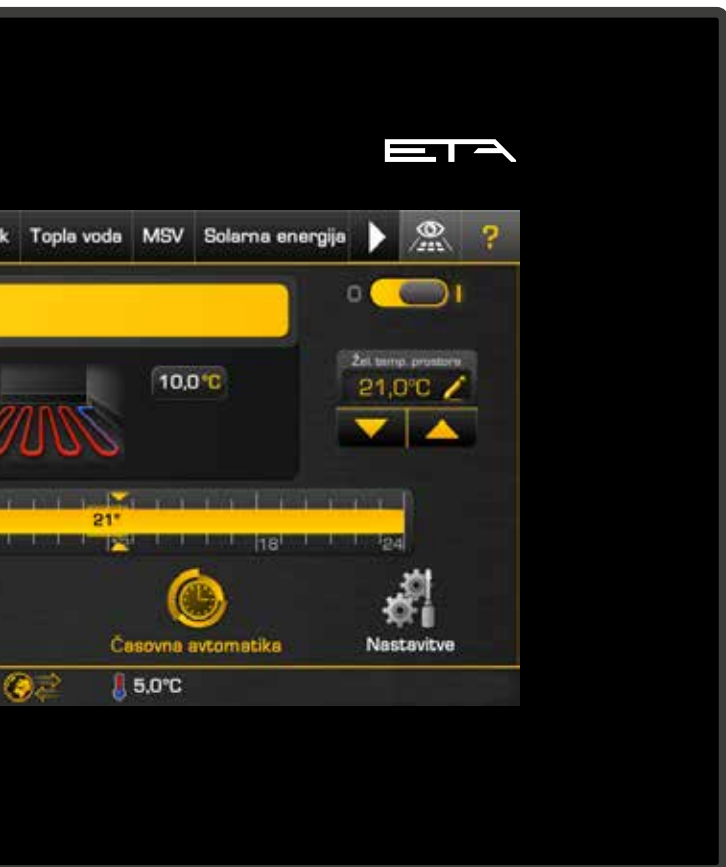 ETA
k Topla voda MSV Solarna energija ?
O I
Žel. temp. prostora
10,0°C
21,0°C
21°
18 24
Časovna avtomatika Nastavitve
5,0°C